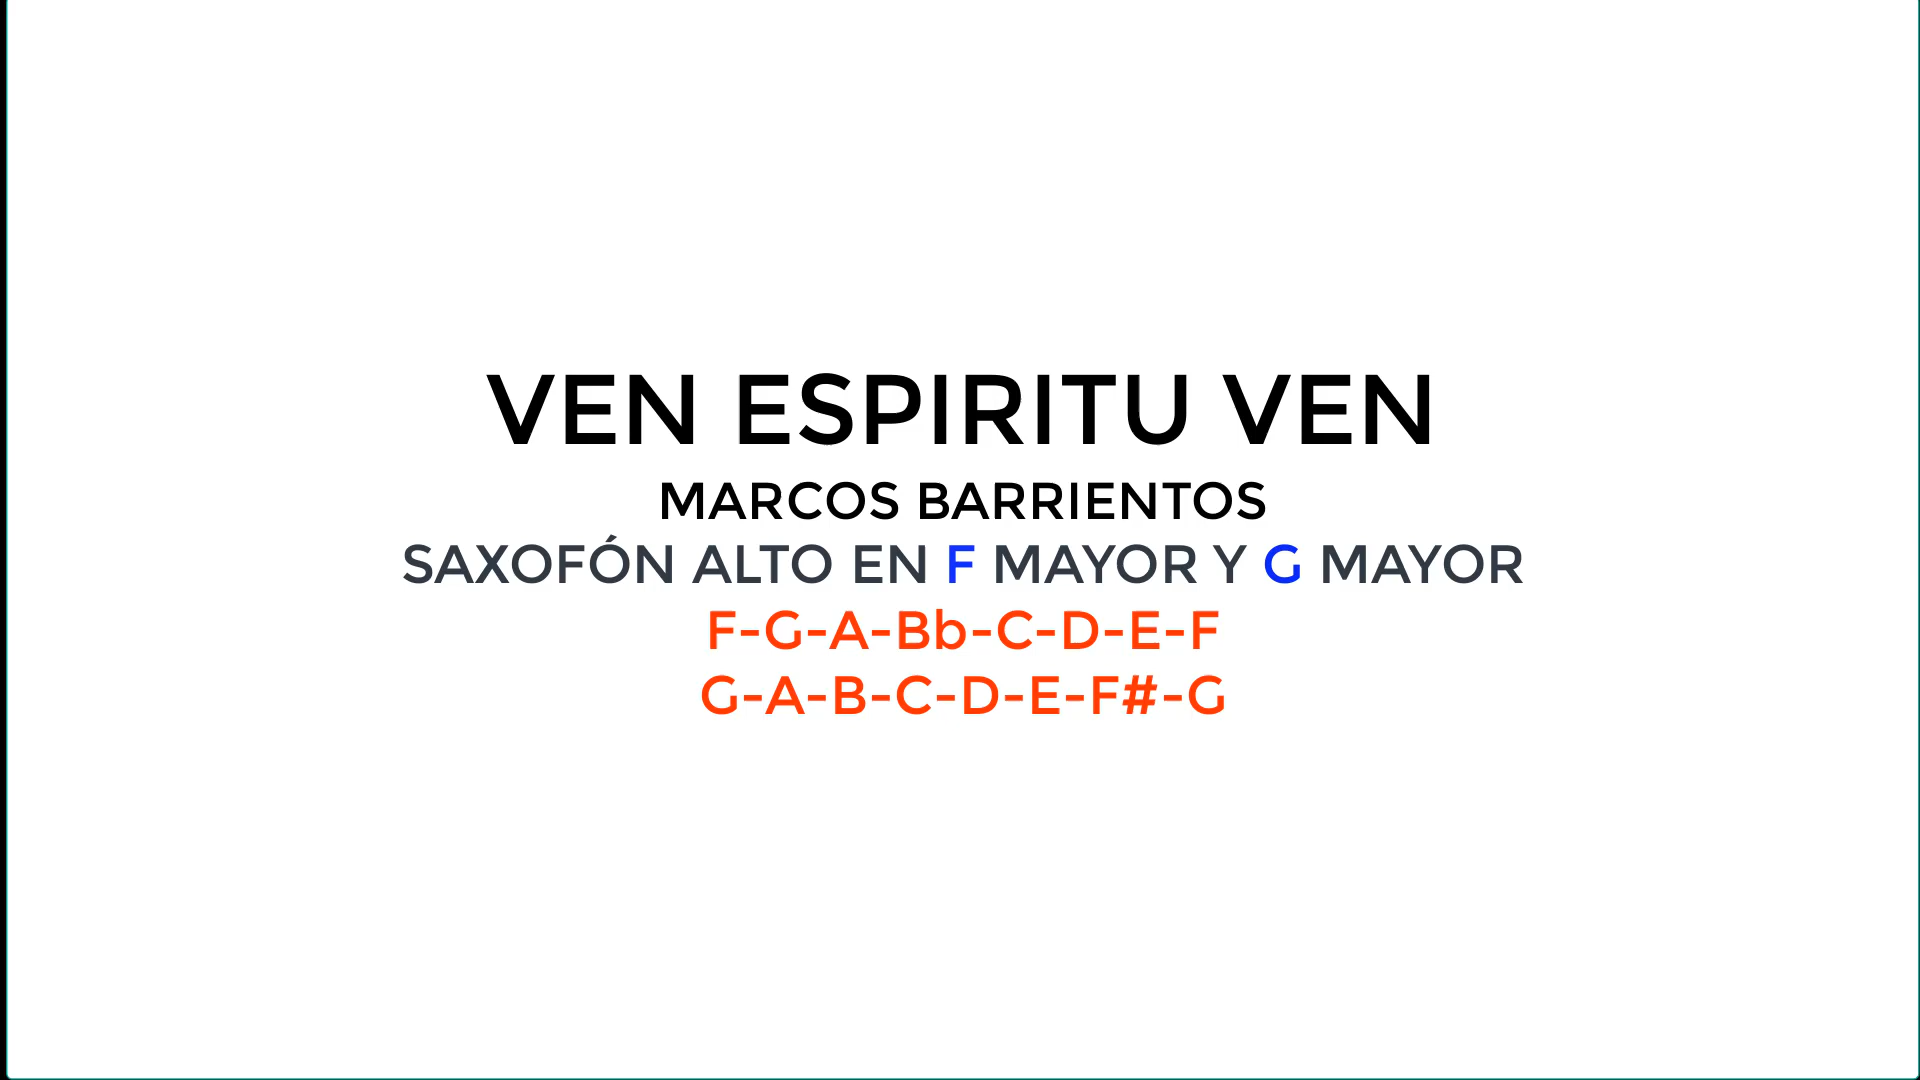 VEN ESPIRITU VEN
MARCOS BARRIENTOS
SAXOFÓN ALTO EN F MAYOR Y G MAYOR
F-G-A-Bb-C-D-E-F
G-A-B-C-D-E-F#-G